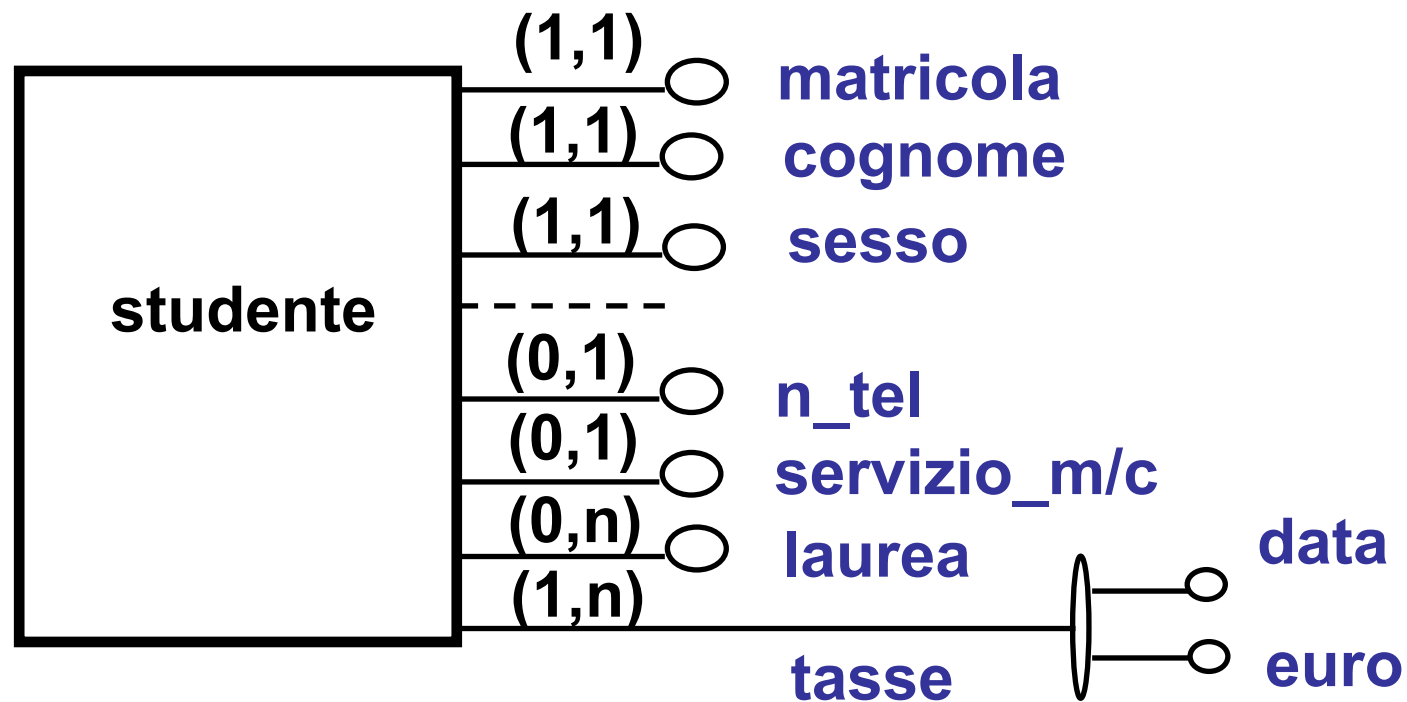 (1,1) matricola
(1,1) cognome
(1,1) sesso
studente
(0,1) n_tel
(0,1) servizio_m/c
(0,n) laurea
data
(1,n)
tasse
euro